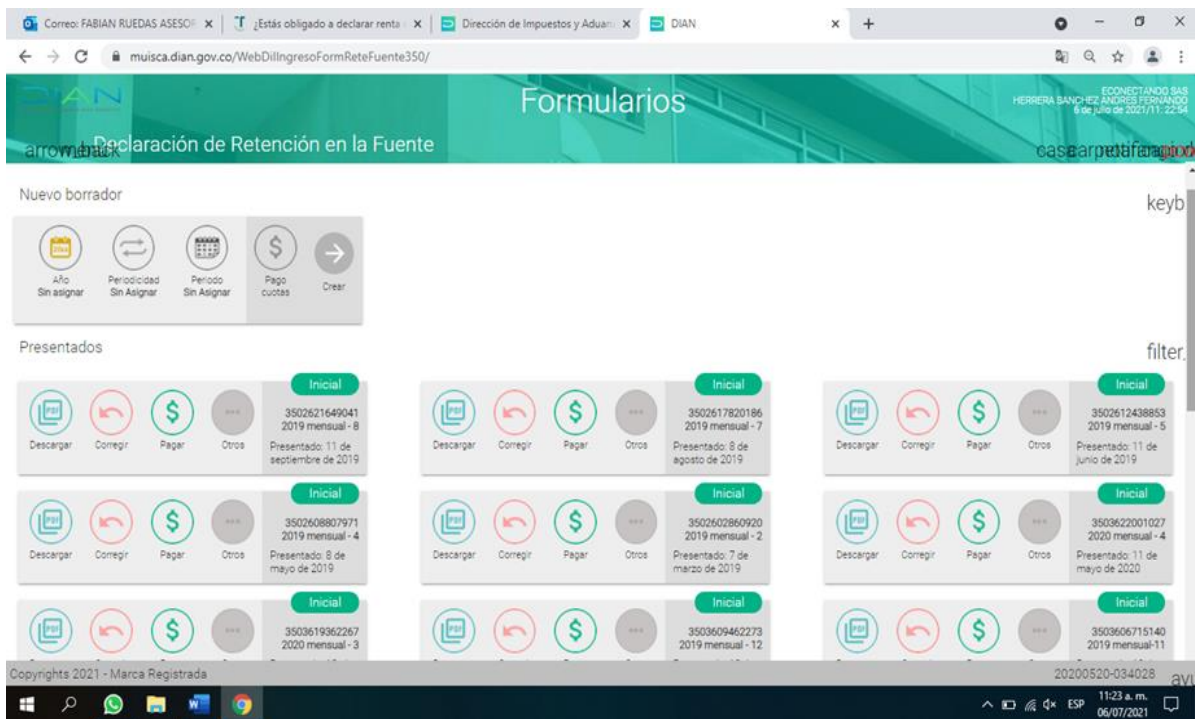 Correo: FABIAN RUEDAS ASESOR
¿Estás obligado a declarar renta
Dirección de Impuestos y Aduan
DIAN
muisca.dian.gov.co/WebDilIngresoFormReteFuente350/
DIAN
Formularios
ECONECTANDO SAS
HERRERA SANCHEZ ANDRES FERNANDO
6 de julio de 2021/11: 22:54
Declaración de Retención en la Fuente
Nuevo borrador
keyb
Año
Sin asignar
Periodicidad
Sin Asignar
Periodo
Sin Asignar
Pago
cuotas
Crear
Presentados
filter
Descargar Corregir Pagar Otros
Inicial
3502621649041
2019 mensual - 8
Presentado: 11 de
septiembre de 2019
Descargar Corregir Pagar Otros
Inicial
3502617820186
2019 mensual - 7
Presentado: 8 de
agosto de 2019
Descargar Corregir Pagar Otros
Inicial
3502612438853
2019 mensual - 5
Presentado: 11 de
junio de 2019
Descargar Corregir Pagar Otros
Inicial
3502608807971
2019 mensual - 4
Presentado: 8 de
mayo de 2019
Descargar Corregir Pagar Otros
Inicial
3502602860920
2019 mensual - 2
Presentado: 7 de
marzo de 2019
Descargar Corregir Pagar Otros
Inicial
3503622001027
2020 mensual - 4
Presentado: 11 de
mayo de 2020
Inicial
3503619362267
2020 mensual - 3
Inicial
3503609462273
2019 mensual - 12
Inicial
3503606715140
2019 mensual-11
Copyrights 2021 - Marca Registrada
20200520-034028
ayu
ESP
11:23 a. m.
06/07/2021